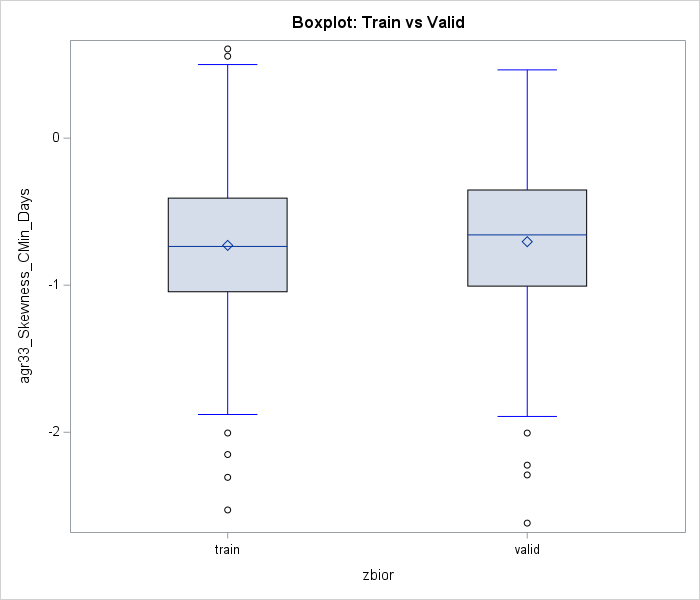 Boxplot: Train vs Valid
agr33_Skewness_CMin_Days
0
-1
-2
train
valid
zbior